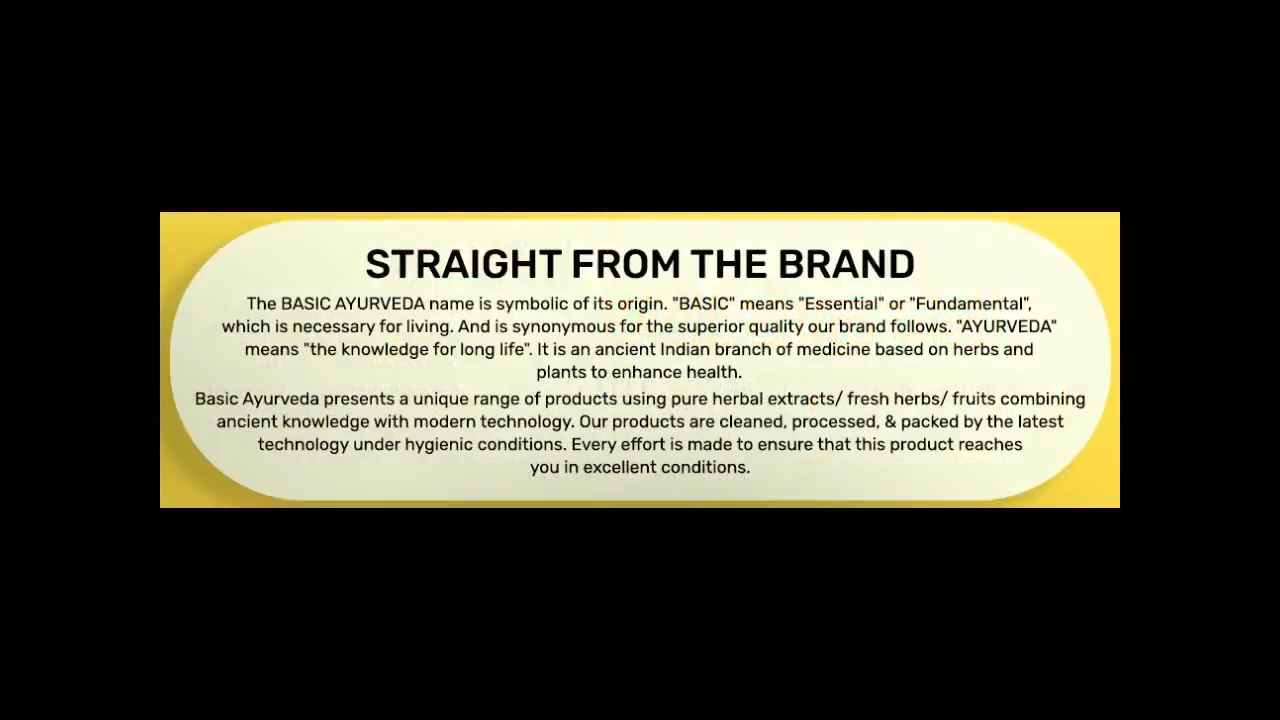 STRAIGHT FROM THE BRAND
The BASIC AYURVEDA name is symbolic of its origin. "BASIC" means "Essential" or "Fundamental",
which is necessary for living. And is synonymous for the superior quality our brand follows. "AYURVEDA"
means "the knowledge for long life". It is an ancient Indian branch of medicine based on herbs and
plants to enhance health.
Basic Ayurveda presents a unique range of products using pure herbal extracts/ fresh herbs/ fruits combining
ancient knowledge with modern technology. Our products are cleaned, processed, & packed by the latest
technology under hygienic conditions. Every effort is made to ensure that this product reaches
you in excellent conditions.